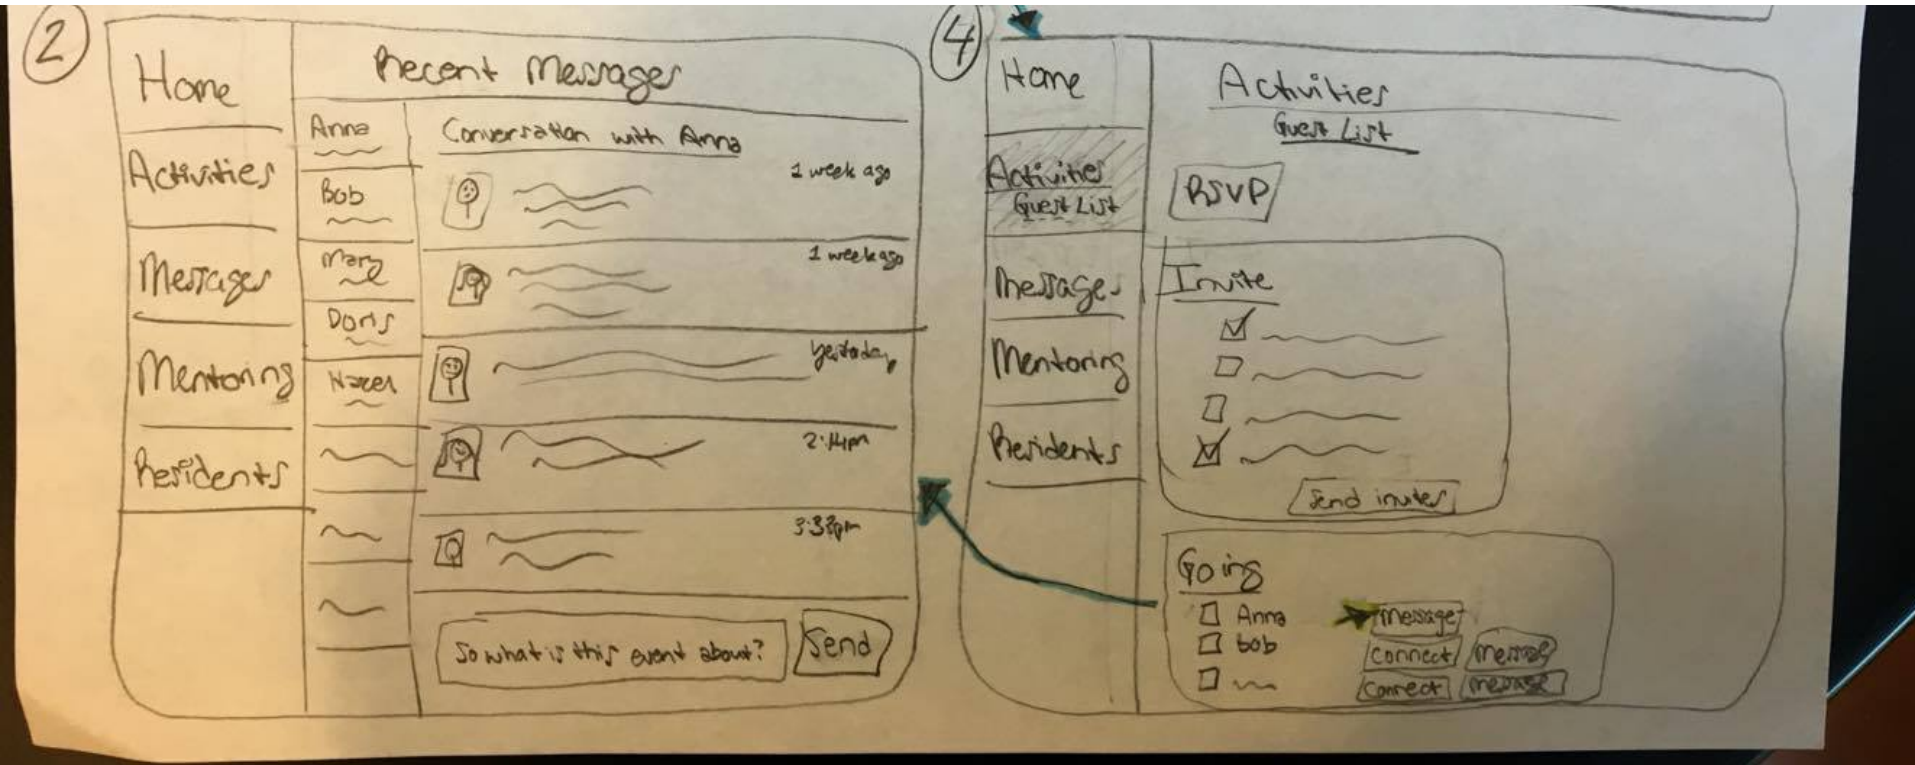 2
Home
Activities
Messages
Mentoring
Residents
Recent Messages
Anna
Bob
Mary
Doris
Hazel
Conversation with Anna
1 week ago
1 week ago
Yesterday
2:14pm
3:33pm
So what is this event about?
Send
4
Home
Activities
Guest List
Messages
Mentoring
Residents
Activities
Guest List
RSVP
Invite
Send invites
Going
Anna Message
bob Connect Message
Connect Message